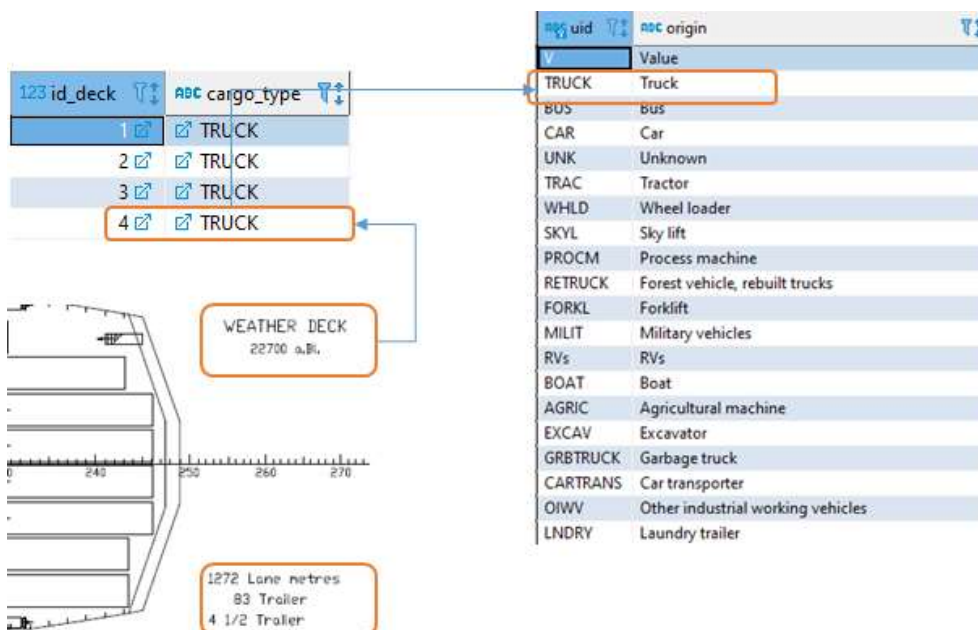 123 id_deck ABC cargo_type
1 TRUCK
2 TRUCK
3 TRUCK
4 TRUCK
WEATHER DECK
22700 a.BL.
240 250 260 270
1272 Lane metres
83 Trailer
4 1/2 Trailer
ABC uid ABC origin
V Value
TRUCK Truck
BUS Bus
CAR Car
UNK Unknown
TRAC Tractor
WHLD Wheel loader
SKYL Sky lift
PROCM Process machine
RETRUCK Forest vehicle, rebuilt trucks
FORKL Forklift
MILIT Military vehicles
RVs RVs
BOAT Boat
AGRIC Agricultural machine
EXCAV Excavator
GRBTRUCK Garbage truck
CARTRANS Car transporter
OIWV Other industrial working vehicles
LNDRY Laundry trailer